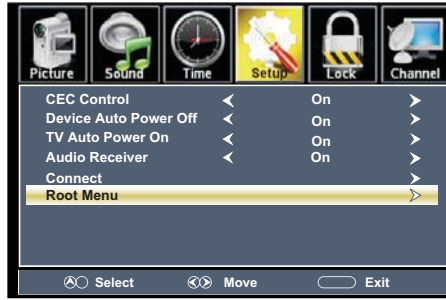 Picture Sound Time Setup Lock Channel
CEC Control On
Device Auto Power Off On
TV Auto Power On On
Audio Receiver On
Connect
Root Menu
Select Move Exit